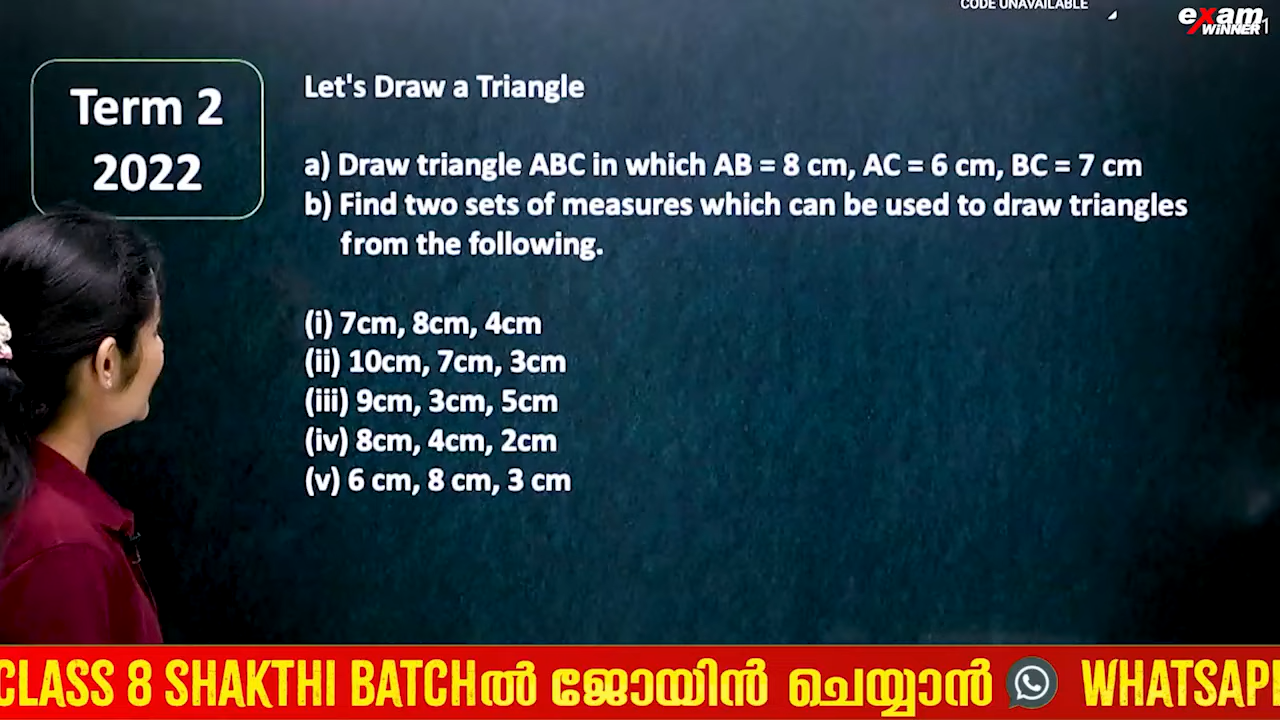 CODE UNAVAILABLE
exam
WINNER
1
Term 2
2022
Let's Draw a Triangle
a) Draw triangle ABC in which AB = 8 cm, AC = 6 cm, BC = 7 cm
b) Find two sets of measures which can be used to draw triangles
from the following.
(i) 7cm, 8cm, 4cm
(ii) 10cm, 7cm, 3cm
(iii) 9cm, 3cm, 5cm
(iv) 8cm, 4cm, 2cm
(v) 6 cm, 8 cm, 3 cm
CLASS 8 SHAKTHI BATCHൽ ജോയിൻ ചെയ്യാൻ WHATSAPP